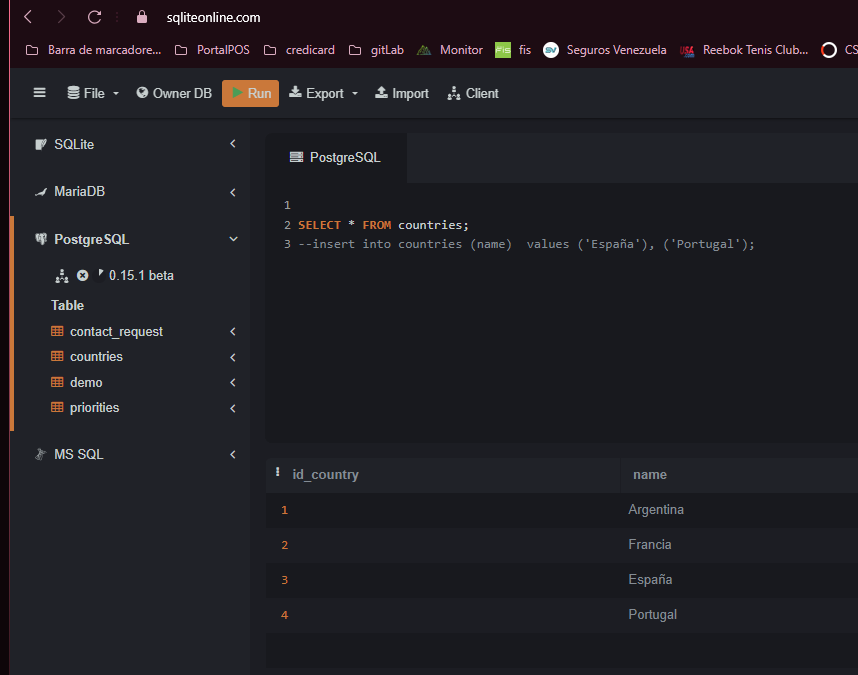 sqliteonline.com
Barra de marcadore... PortalPOS credicard gitLab Monitor fis fis SV Seguros Venezuela USA Reebok Tenis Club... CS
File Owner DB Run Export Import Client
SQLite
MariaDB
PostgreSQL
0.15.1 beta
Table
contact_request
countries
demo
priorities
MS SQL
PostgreSQL
1
2 SELECT * FROM countries;
3 --insert into countries (name)  values ('España'), ('Portugal');
id_country name
1 Argentina
2 Francia
3 España
4 Portugal